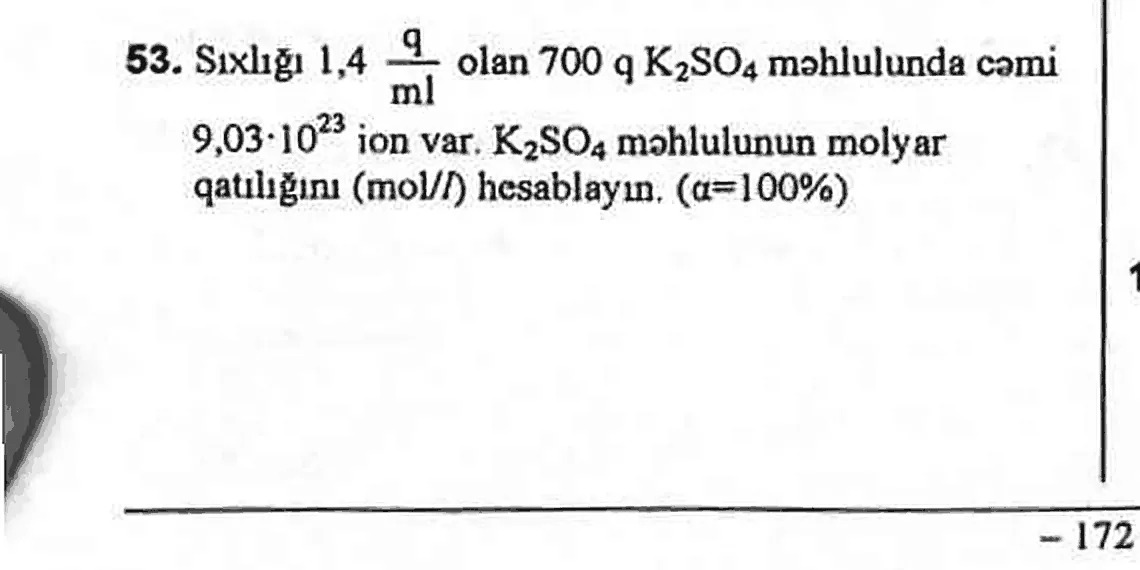 53. Sıxlığı 1,4 q/ml olan 700 q K₂SO₄ məhlulunda cəmi
9,03·10²³ ion var. K₂SO₄ məhlulunun molyar
qatılığını (mol/l) hesablayın. (α=100%)
1
– 172